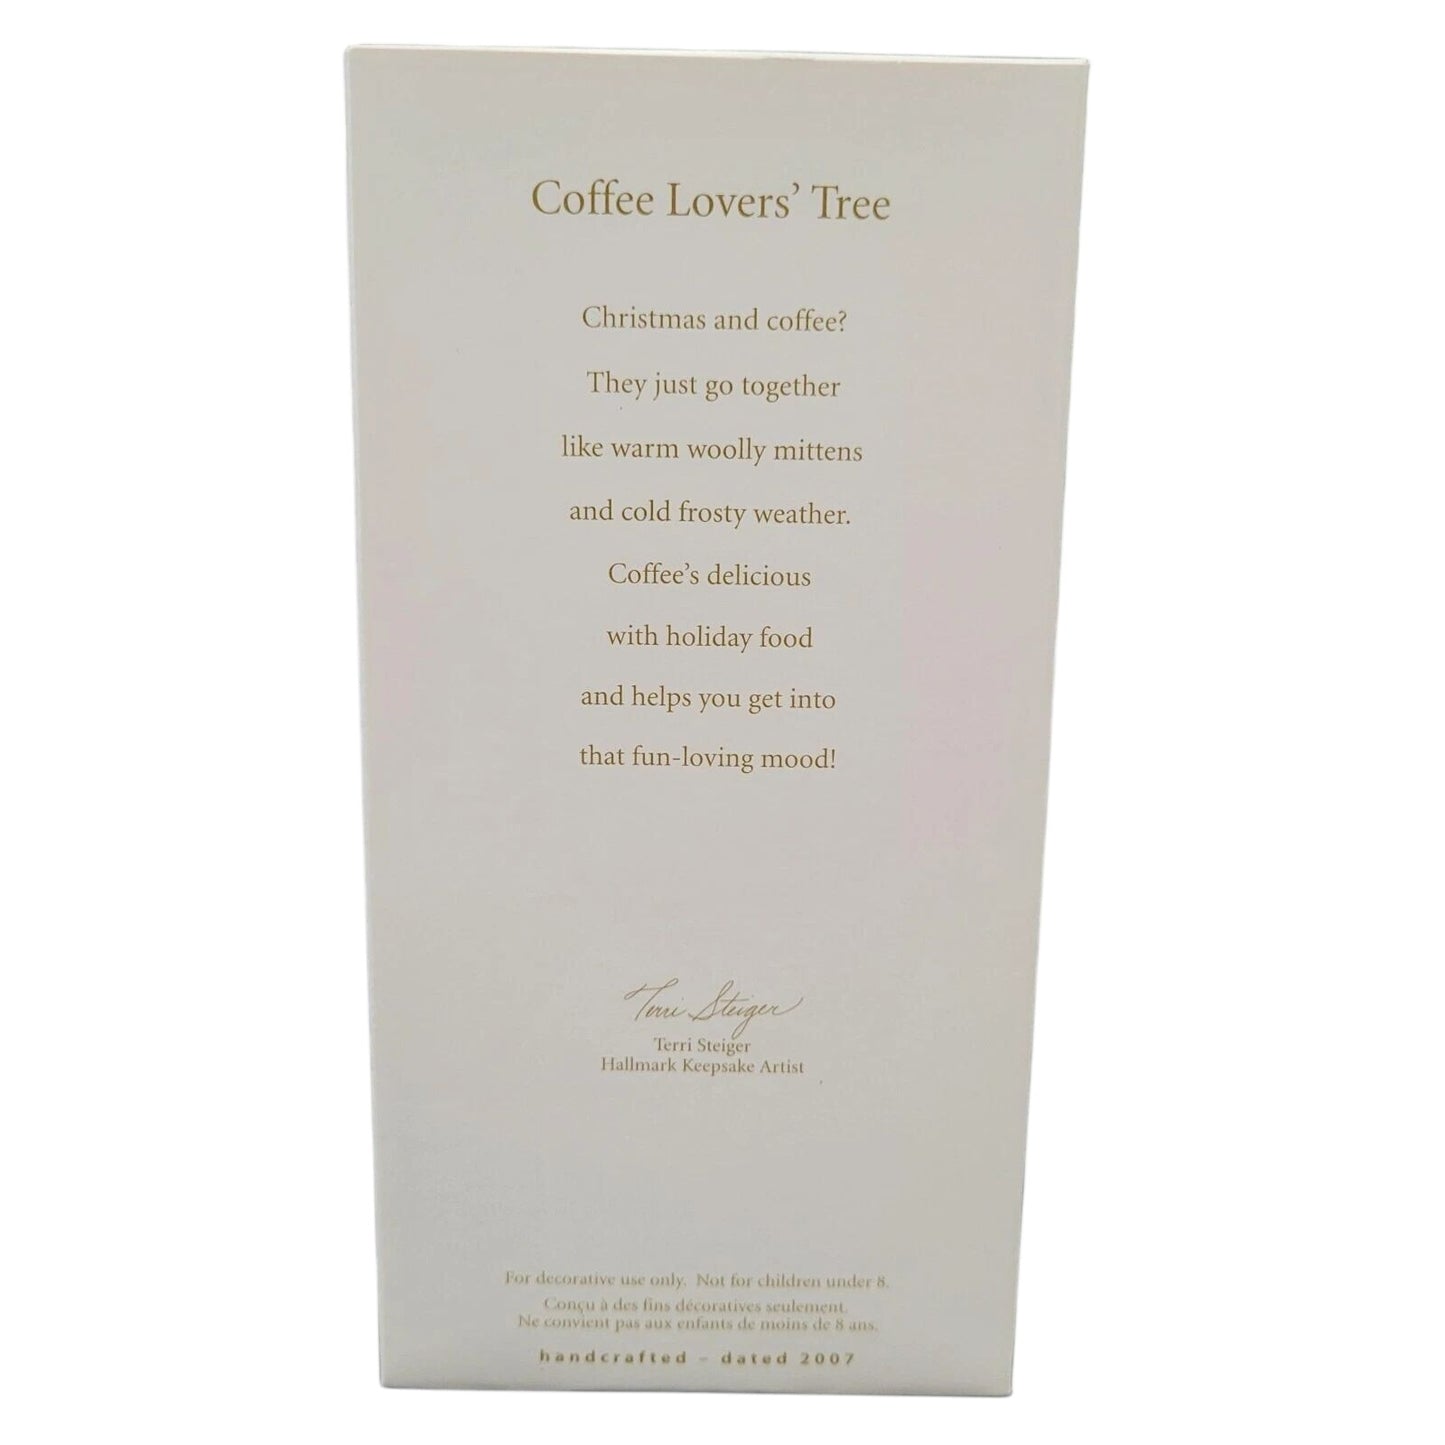 Coffee Lovers’ Tree
Christmas and coffee?
They just go together
like warm woolly mittens
and cold frosty weather.
Coffee’s delicious
with holiday food
and helps you get into
that fun-loving mood!
Terri Steiger
Terri Steiger
Hallmark Keepsake Artist
For decorative use only. Not for children under 8.
Conçu à des fins décoratives seulement.
Ne convient pas aux enfants de moins de 8 ans.
handcrafted – dated 2007